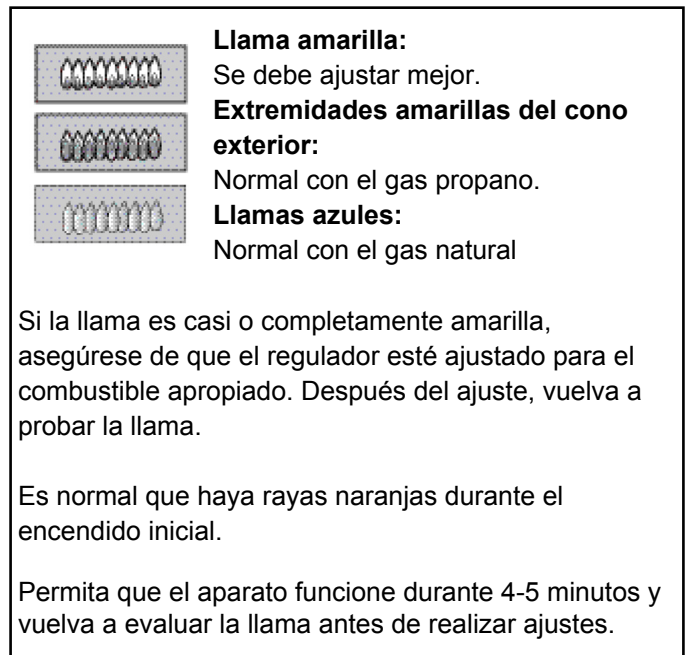 Llama amarilla:
Se debe ajustar mejor.
Extremidades amarillas del cono
exterior:
Normal con el gas propano.
Llamas azules:
Normal con el gas natural
Si la llama es casi o completamente amarilla,
asegúrese de que el regulador esté ajustado para el
combustible apropiado. Después del ajuste, vuelva a
probar la llama.
Es normal que haya rayas naranjas durante el
encendido inicial.
Permita que el aparato funcione durante 4-5 minutos y
vuelva a evaluar la llama antes de realizar ajustes.